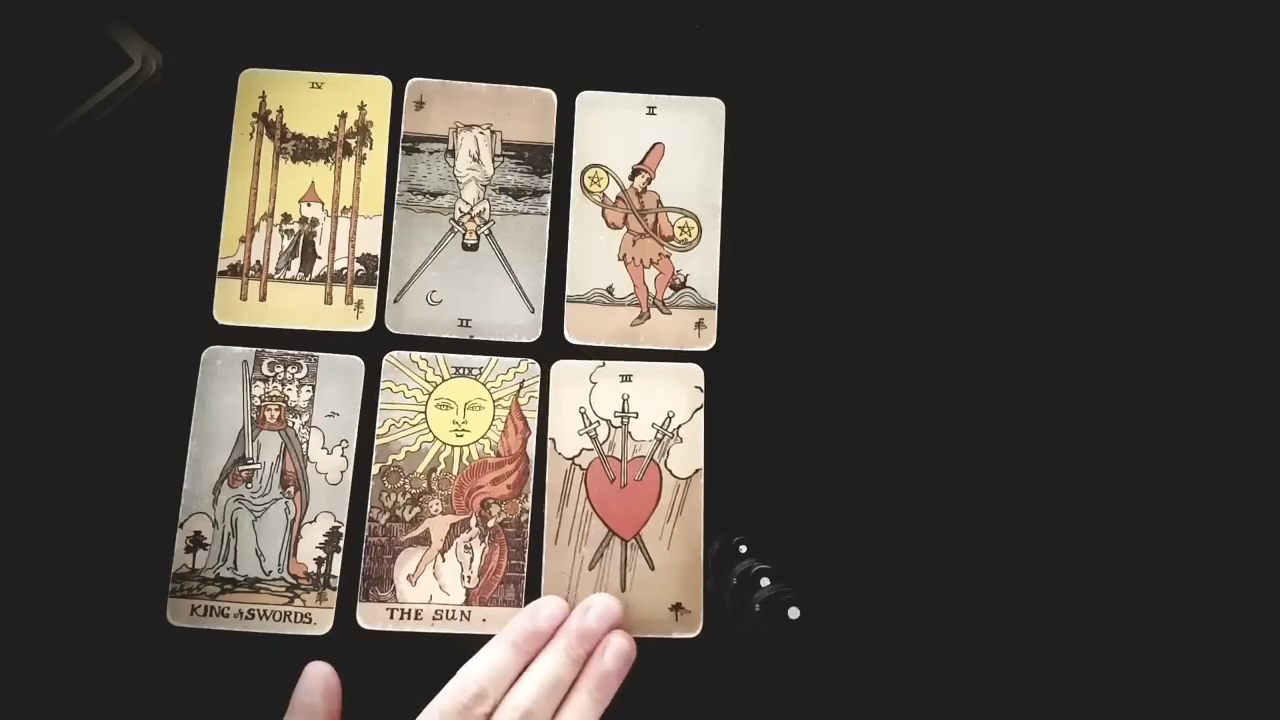 IV
II
II
XIX
III
KING of SWORDS.
THE SUN .